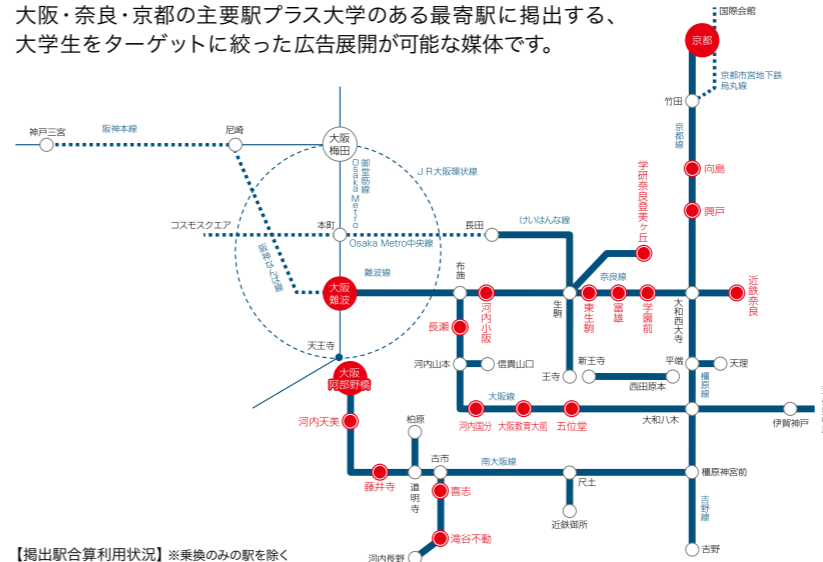 大阪・奈良・京都の主要駅プラス大学のある最寄駅に掲出する、
大学生をターゲットに絞った広告展開が可能な媒体です。
国際会館
京都
京都市営地下鉄
烏丸線
竹田
京都線
神戸三宮
阪神本線
尼崎
大阪
梅田
御堂筋線
Osaka Metro
JR大阪環状線
向島
学研奈良登美ヶ丘
興戸
コスモスクエア
本町
Osaka Metro中央線
長田
けいはんな線
阪神なんば線
大阪
難波
難波線
布施
河内小阪
生駒
奈良線
東生駒
富雄
学園前
大和西大寺
近鉄奈良
長瀬
天王寺
大阪
阿部野橋
河内山本
信貴山口
王寺
新王寺
西田原本
平端
天理
橿原線
大阪線
河内国分
大阪教育大前
五位堂
大和八木
伊賀神戸
河内天美
柏原
藤井寺
道明寺
古市
南大阪線
尺土
橿原神宮前
喜志
近鉄御所
吉野線
滝谷不動
河内長野
吉野
【掲出駅合算利用状況】※乗換のみの駅を除く